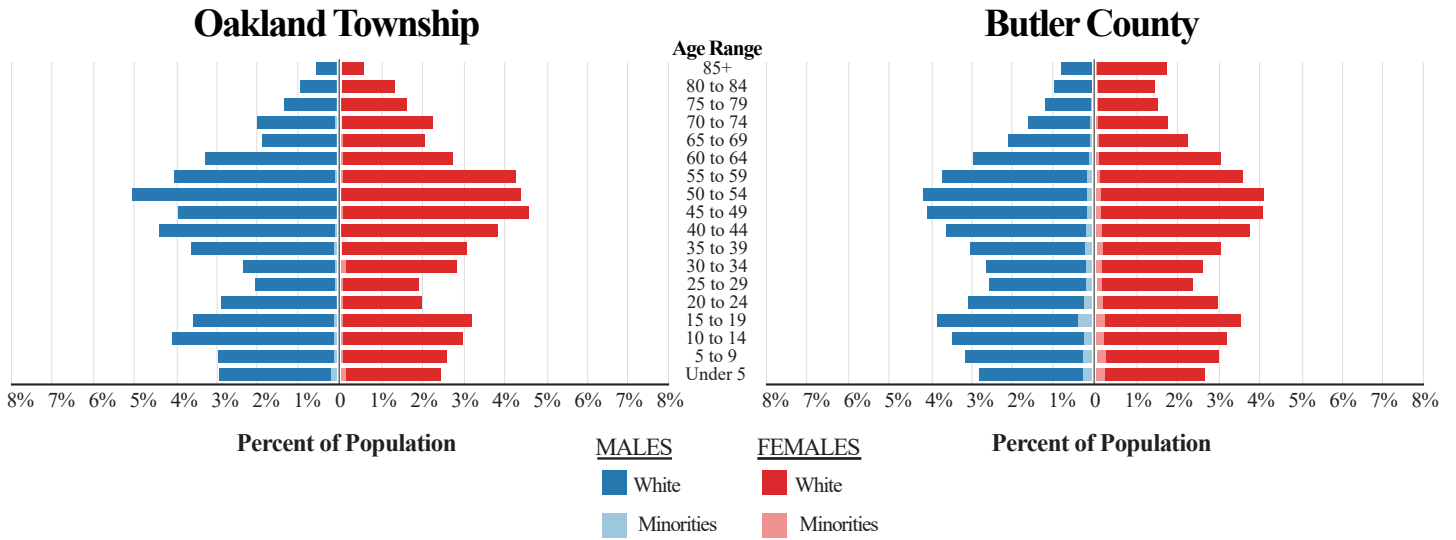 Oakland Township
Butler County
Age Range
85+
80 to 84
75 to 79
70 to 74
65 to 69
60 to 64
55 to 59
50 to 54
45 to 49
40 to 44
35 to 39
30 to 34
25 to 29
20 to 24
15 to 19
10 to 14
5 to 9
Under 5
8% 7% 6% 5% 4% 3% 2% 1% 0 1% 2% 3% 4% 5% 6% 7% 8%
8% 7% 6% 5% 4% 3% 2% 1% 0 1% 2% 3% 4% 5% 6% 7% 8%
Percent of Population
Percent of Population
MALES
White
Minorities
FEMALES
White
Minorities